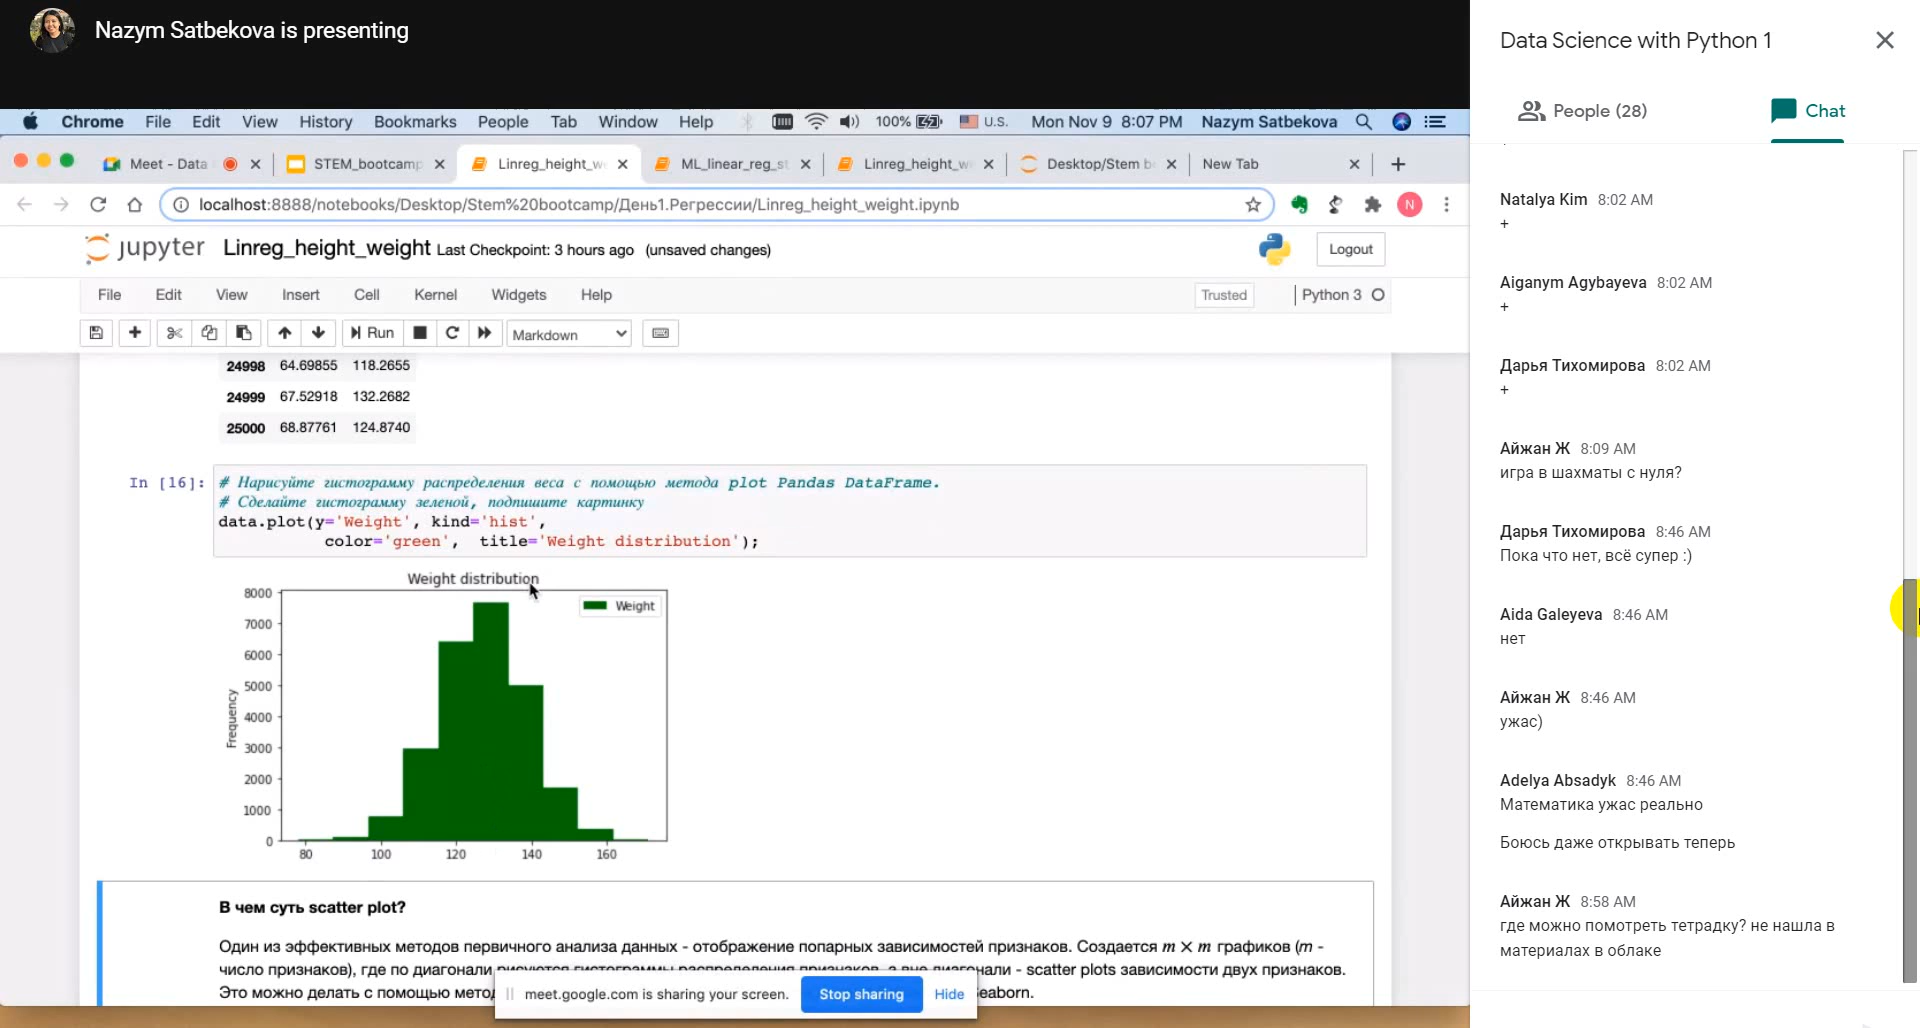 Nazym Satbekova is presenting
Chrome File Edit View History Bookmarks People Tab Window Help 100% U.S. Mon Nov 9 8:07 PM Nazym Satbekova
Meet - Data STEM_bootcamp Linreg_height_we ML_linear_reg_st Linreg_height_we Desktop/Stem bo New Tab
localhost:8888/notebooks/Desktop/Stem%20bootcamp/День1.Регрессии/Linreg_height_weight.ipynb
N
jupyter Linreg_height_weight Last Checkpoint: 3 hours ago (unsaved changes)
Logout
File Edit View Insert Cell Kernel Widgets Help
Trusted
Python 3
Run
Markdown
24998 64.69855 118.2655
24999 67.52918 132.2682
25000 68.87761 124.8740
In [16]:
# Нарисуйте гистограмму распределения веса с помощью метода plot Pandas DataFrame.
# Сделайте гистограмму зеленой, подпишите картинку
data.plot(y='Weight', kind='hist',
color='green', title='Weight distribution');
Weight distribution
Weight
Frequency
8000
7000
6000
5000
4000
3000
2000
1000
0
80 100 120 140 160
В чем суть scatter plot?
Один из эффективных методов первичного анализа данных - отображение попарных зависимостей признаков. Создается m × m графиков (m -
число признаков), где по диагонали рисуются гистограммы распределения признаков, а вне диагонали - scatter plots зависимости двух признаков.
Это можно делать с помощью метод eaborn.
meet.google.com is sharing your screen.
Stop sharing
Hide
Data Science with Python 1
People (28)
Chat
Natalya Kim 8:02 AM
+
Aiganym Agybayeva 8:02 AM
+
Дарья Тихомирова 8:02 AM
+
Айжан Ж 8:09 AM
игра в шахматы с нуля?
Дарья Тихомирова 8:46 AM
Пока что нет, всё супер :)
Aida Galeyeva 8:46 AM
нет
Айжан Ж 8:46 AM
ужас)
Adelya Absadyk 8:46 AM
Математика ужас реально
Боюсь даже открывать теперь
Айжан Ж 8:58 AM
где можно помотреть тетрадку? не нашла в
материалах в облаке